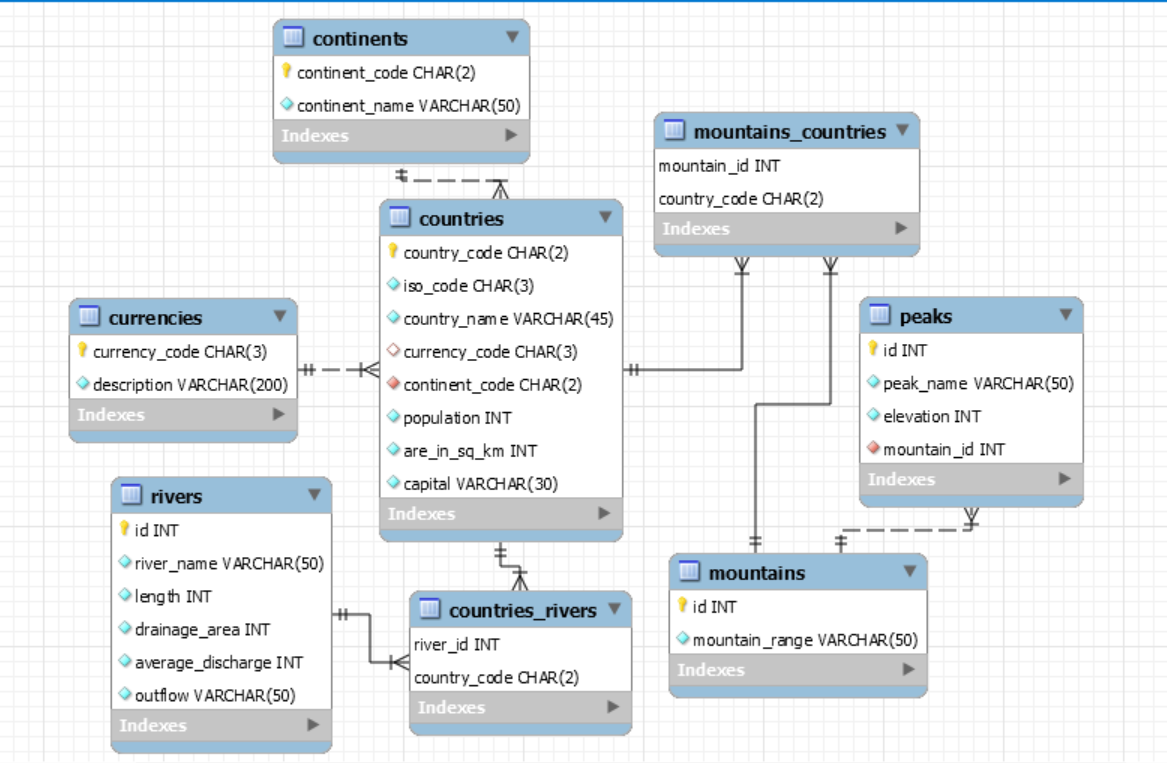 continents
continent_code CHAR(2)
continent_name VARCHAR(50)
Indexes
mountains_countries
mountain_id INT
country_code CHAR(2)
Indexes
countries
country_code CHAR(2)
iso_code CHAR(3)
country_name VARCHAR(45)
currency_code CHAR(3)
continent_code CHAR(2)
population INT
are_in_sq_km INT
capital VARCHAR(30)
Indexes
currencies
currency_code CHAR(3)
description VARCHAR(200)
Indexes
peaks
id INT
peak_name VARCHAR(50)
elevation INT
mountain_id INT
Indexes
rivers
id INT
river_name VARCHAR(50)
length INT
drainage_area INT
average_discharge INT
outflow VARCHAR(50)
Indexes
countries_rivers
river_id INT
country_code CHAR(2)
Indexes
mountains
id INT
mountain_range VARCHAR(50)
Indexes